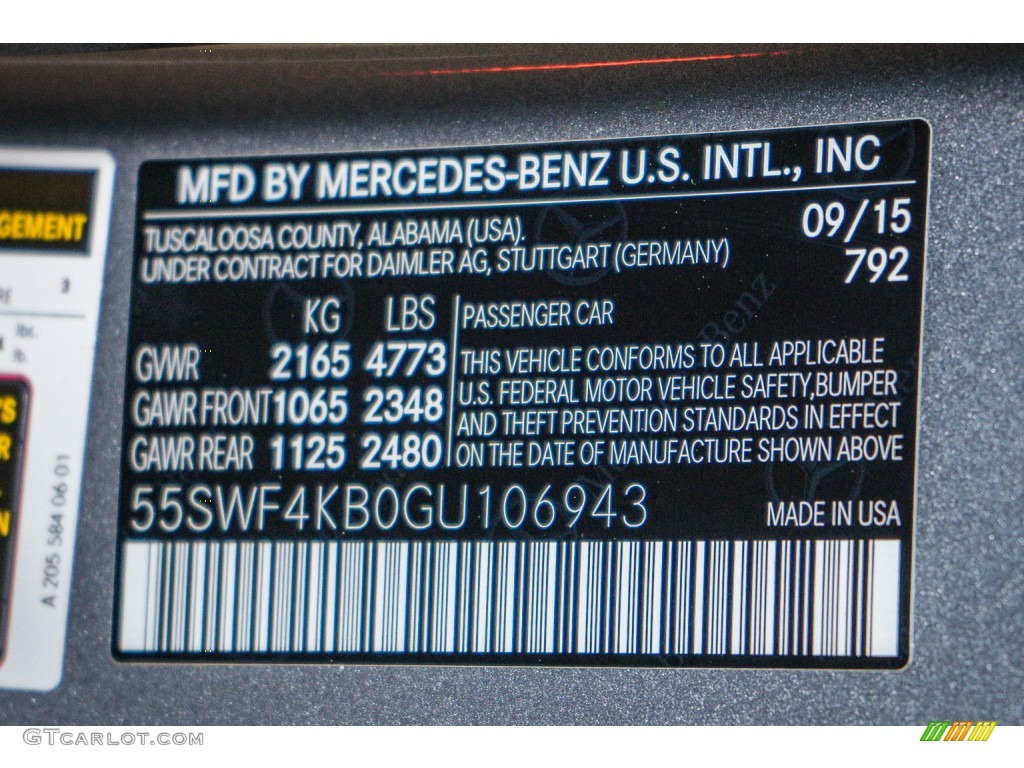 MFD BY MERCEDES-BENZ U.S. INTL., INC
TUSCALOOSA COUNTY, ALABAMA (USA).
09/15
UNDER CONTRACT FOR DAIMLER AG, STUTTGART (GERMANY)
792
KG LBS
GVWR 2165 4773
GAWR FRONT 1065 2348
GAWR REAR 1125 2480
PASSENGER CAR
THIS VEHICLE CONFORMS TO ALL APPLICABLE
U.S. FEDERAL MOTOR VEHICLE SAFETY,BUMPER
AND THEFT PREVENTION STANDARDS IN EFFECT
ON THE DATE OF MANUFACTURE SHOWN ABOVE
55SWF4KB0GU106943
MADE IN USA
GEMENT
3
lbs.
lb.
A 205 584 06 01
GTCARLOT.COM